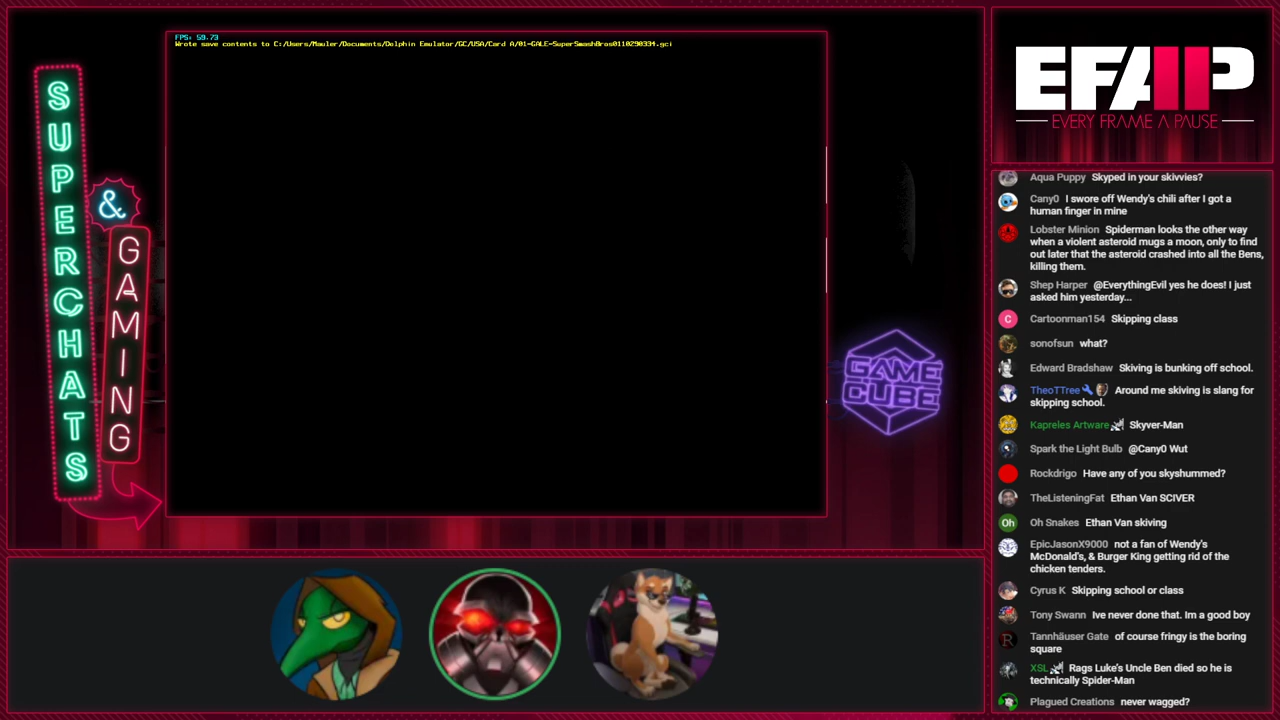 FPS: 59.73
Wrote save contents to C:/Users/Mauler/Documents/Dolphin Emulator/GC/USA/Card A/01-GALE-SuperSmashBros0110290334.gci
SUPERCHATS
&
GAMING
GAME
CUBE
EFAP
EVERY FRAME A PAUSE
Aqua Puppy Skyped in your skivvies?
Cany0 I swore off Wendy's chili after I got a
human finger in mine
Lobster Minion Spiderman looks the other way
when a violent asteroid mugs a moon, only to find
out later that the asteroid crashed into all the Bens,
killing them.
Shep Harper @EverythingEvil yes he does! I just
asked him yesterday...
C Cartoonman154 Skipping class
sonofsun what?
Edward Bradshaw Skiving is bunking off school.
TheoTTree Around me skiving is slang for
skipping school.
Kapreles Artware Skyver-Man
Spark the Light Bulb @Cany0 Wut
Rockdrigo Have any of you skyshummed?
TheListeningFat Ethan Van SCIVER
Oh Oh Snakes Ethan Van skiving
EpicJasonX9000 not a fan of Wendy's
McDonald's, & Burger King getting rid of the
chicken tenders.
Cyrus K Skipping school or class
Tony Swann Ive never done that. Im a good boy
R Tannhäuser Gate of course fringy is the boring
square
XSL Rags Luke's Uncle Ben died so he is
technically Spider-Man
Plagued Creations never wagged?